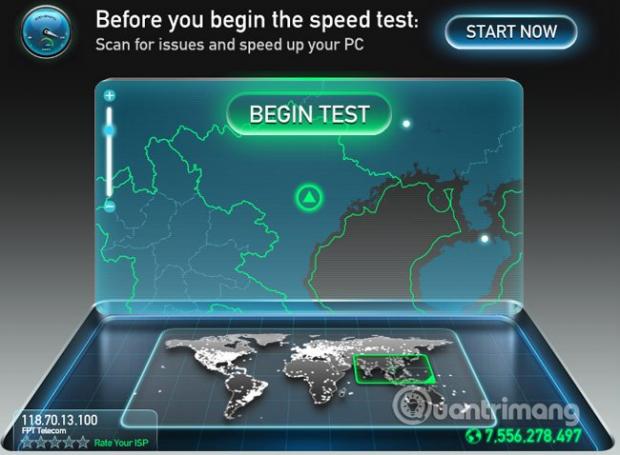 Before you begin the speed test:
Scan for issues and speed up your PC
START NOW
BEGIN TEST
Quantrimang
118.70.13.100
FPT Telecom
Rate Your ISP
7,556,278,497